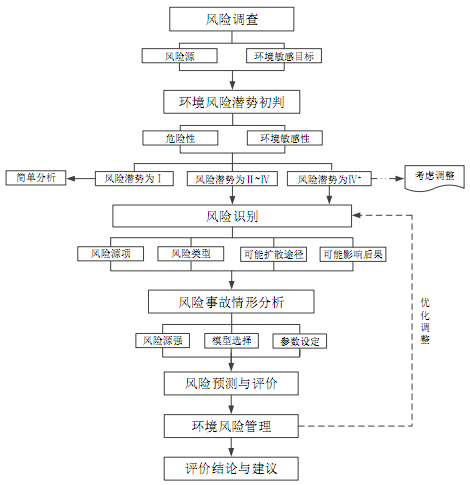 风险调查
风险源
环境敏感目标
环境风险潜势初判
危险性
环境敏感性
简单分析
风险潜势为Ⅰ
风险潜势为Ⅱ~Ⅳ
风险潜势为Ⅳ+
考虑调整
风险识别
风险源项
风险类型
可能扩散途径
可能影响后果
风险事故情形分析
优化调整
风险源强
模型选择
参数设定
风险预测与评价
环境风险管理
评价结论与建议